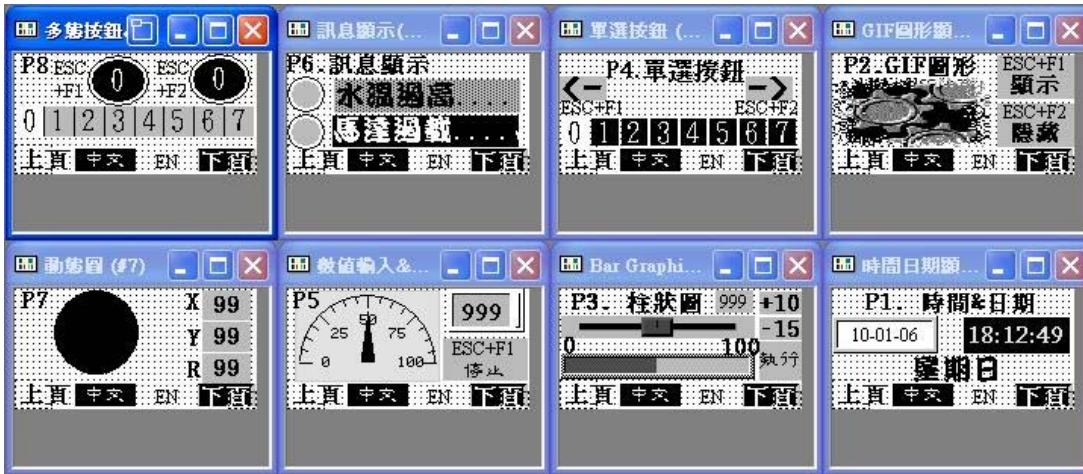 多態按鈕
P8 ESC +F1 0 ESC +F2 0
0 1 2 3 4 5 6 7
上頁 中文 EN 下頁
訊息顯示(...
P6.訊息顯示
水溫過高....
馬達過載....
上頁 中文 EN 下頁
單選按鈕 (...
P4.單選按鈕
<- ->
ESC+F1 ESC+F2
0 1 2 3 4 5 6 7
上頁 中文 EN 下頁
GIF圖形顯...
P2.GIF圖形
ESC+F1
顯示
ESC+F2
隱藏
上頁 中文 EN 下頁
動態圖 (#7)
P7
X 99
Y 99
R 99
上頁 中文 EN 下頁
數值輸入&...
P5
0 25 50 75 100
999
ESC+F1
停止
上頁 中文 EN 下頁
Bar Graphi...
P3. 柱狀圖 999 +10
-15
0 100
執行
上頁 中文 EN 下頁
時間日期顯...
P1. 時間&日期
10-01-06 18:12:49
星期日
上頁 中文 EN 下頁